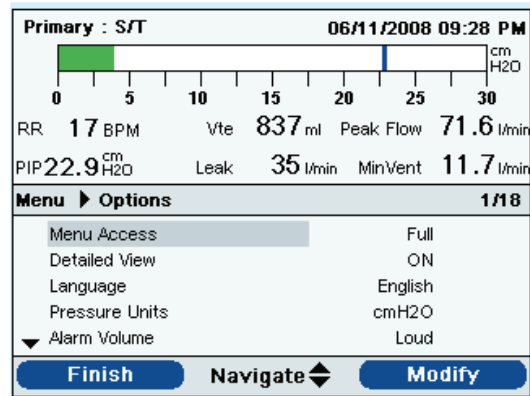 Primary : S/T 06/11/2008 09:28 PM
cm H2O
0 5 10 15 20 25 30
RR 17 BPM Vte 837 ml Peak Flow 71.6 l/min
PIP 22.9 cm H2O Leak 35 l/min MinVent 11.7 l/min
Menu Options 1/18
Menu Access Full
Detailed View ON
Language English
Pressure Units cmH2O
Alarm Volume Loud
Finish Navigate Modify